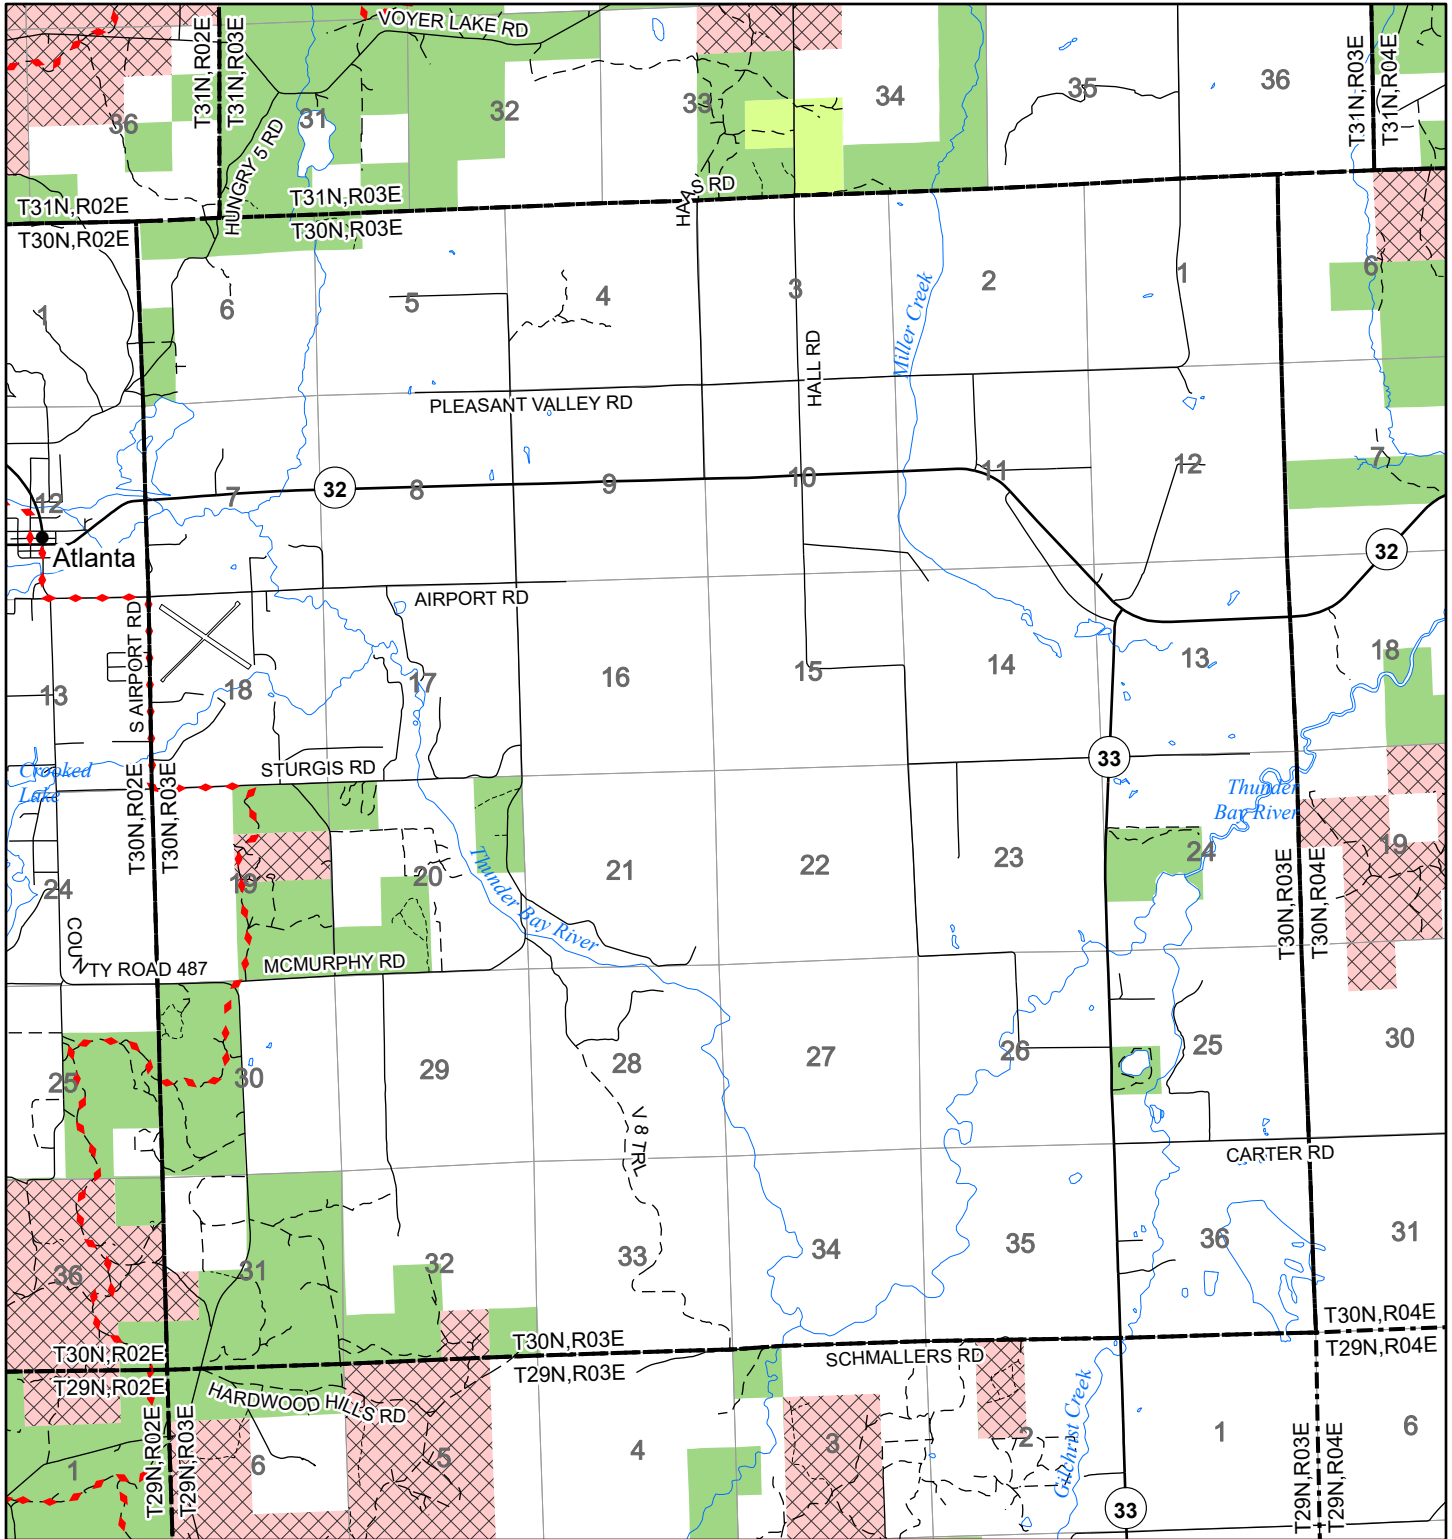 VOYER LAKE RD
T31N,R02E
T31N,R03E
T31N,R03E
T31N,R04E
36
31
32
33
34
35
36
HUNGRY 5 RD
HAAS RD
T31N,R02E
T31N,R03E
T30N,R02E
T30N,R03E
1
6
5
4
3
2
1
6
Miller Creek
HALL RD
PLEASANT VALLEY RD
12
7
32
8
9
10
11
12
7
32
Atlanta
AIRPORT RD
S AIRPORT RD
13
18
17
16
15
14
13
18
Crooked
Lake
STURGIS RD
33
Thunder
Bay River
T30N,R02E
T30N,R03E
24
19
20
21
22
23
24
19
Thunder Bay River
T30N,R03E
T30N,R04E
COUNTY ROAD 487
MCMURPHY RD
25
30
29
28
27
26
25
30
V 8 TRL
CARTER RD
36
31
32
33
34
35
36
31
T30N,R02E
T30N,R03E
T30N,R04E
T29N,R02E
T29N,R03E
SCHMALLERS RD
T29N,R04E
HARDWOOD HILLS RD
Gilchrist Creek
T29N,R02E
T29N,R03E
T29N,R03E
T29N,R04E
1
6
5
4
3
2
1
6
33